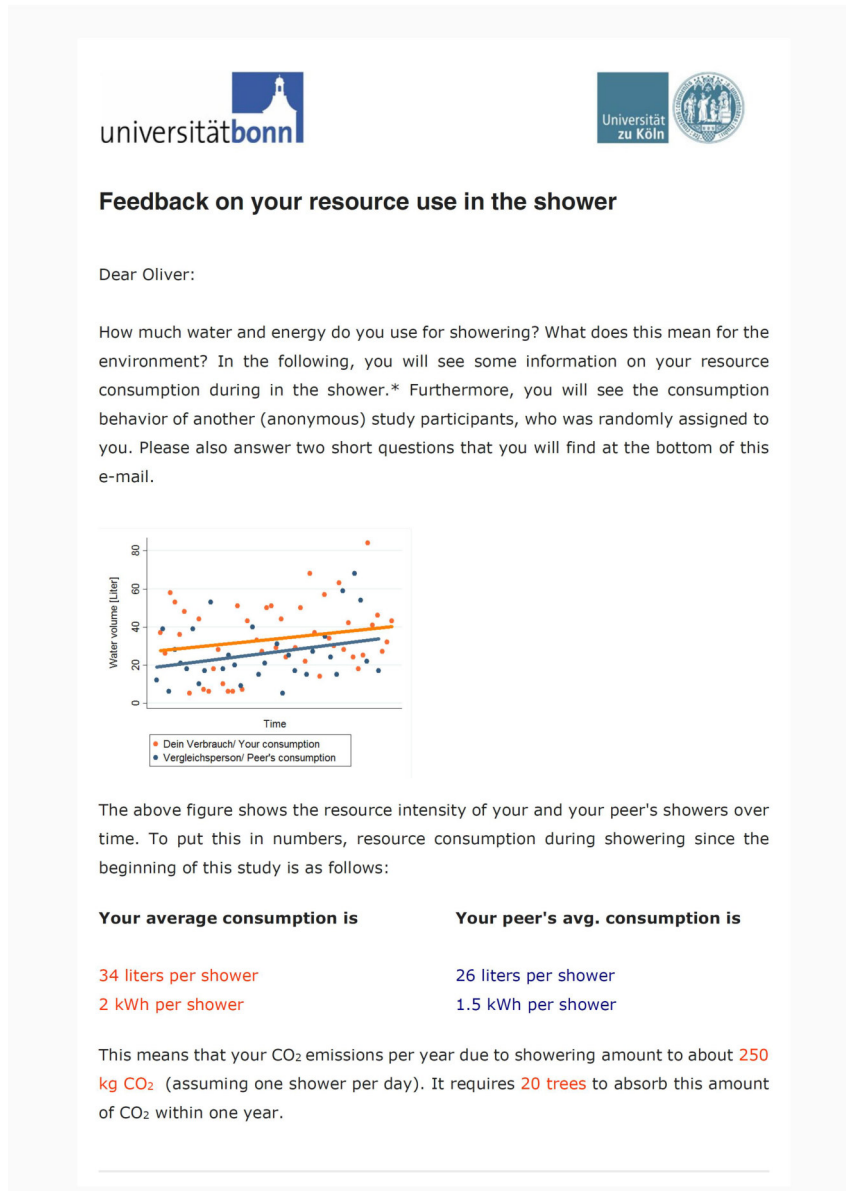 universitätbonn
Universität
zu Köln
Feedback on your resource use in the shower
Dear Oliver:
How much water and energy do you use for showering? What does this mean for the
environment? In the following, you will see some information on your resource
consumption during in the shower.* Furthermore, you will see the consumption
behavior of another (anonymous) study participants, who was randomly assigned to
you. Please also answer two short questions that you will find at the bottom of this
e-mail.
80
60
40
20
0
Water volume [Liter]
Time
Dein Verbrauch/ Your consumption
Vergleichsperson/ Peer's consumption
The above figure shows the resource intensity of your and your peer's showers over
time. To put this in numbers, resource consumption during showering since the
beginning of this study is as follows:
Your average consumption is
Your peer's avg. consumption is
34 liters per shower
26 liters per shower
2 kWh per shower
1.5 kWh per shower
This means that your CO₂ emissions per year due to showering amount to about 250
kg CO₂ (assuming one shower per day). It requires 20 trees to absorb this amount
of CO₂ within one year.